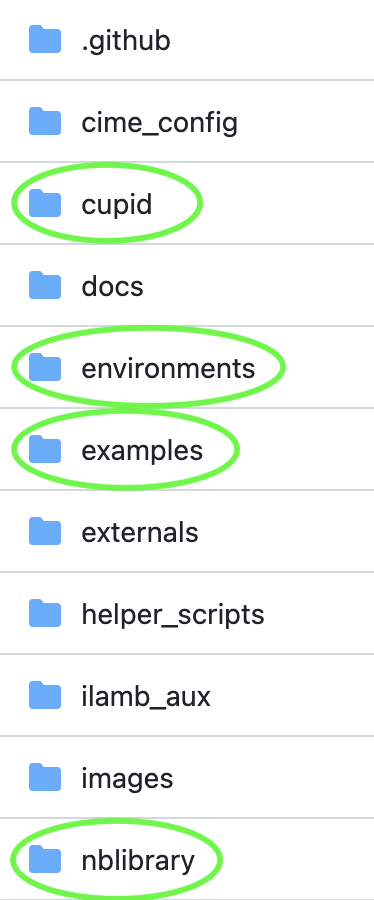 .github
cime_config
cupid
docs
environments
examples
externals
helper_scripts
ilamb_aux
images
nblibrary